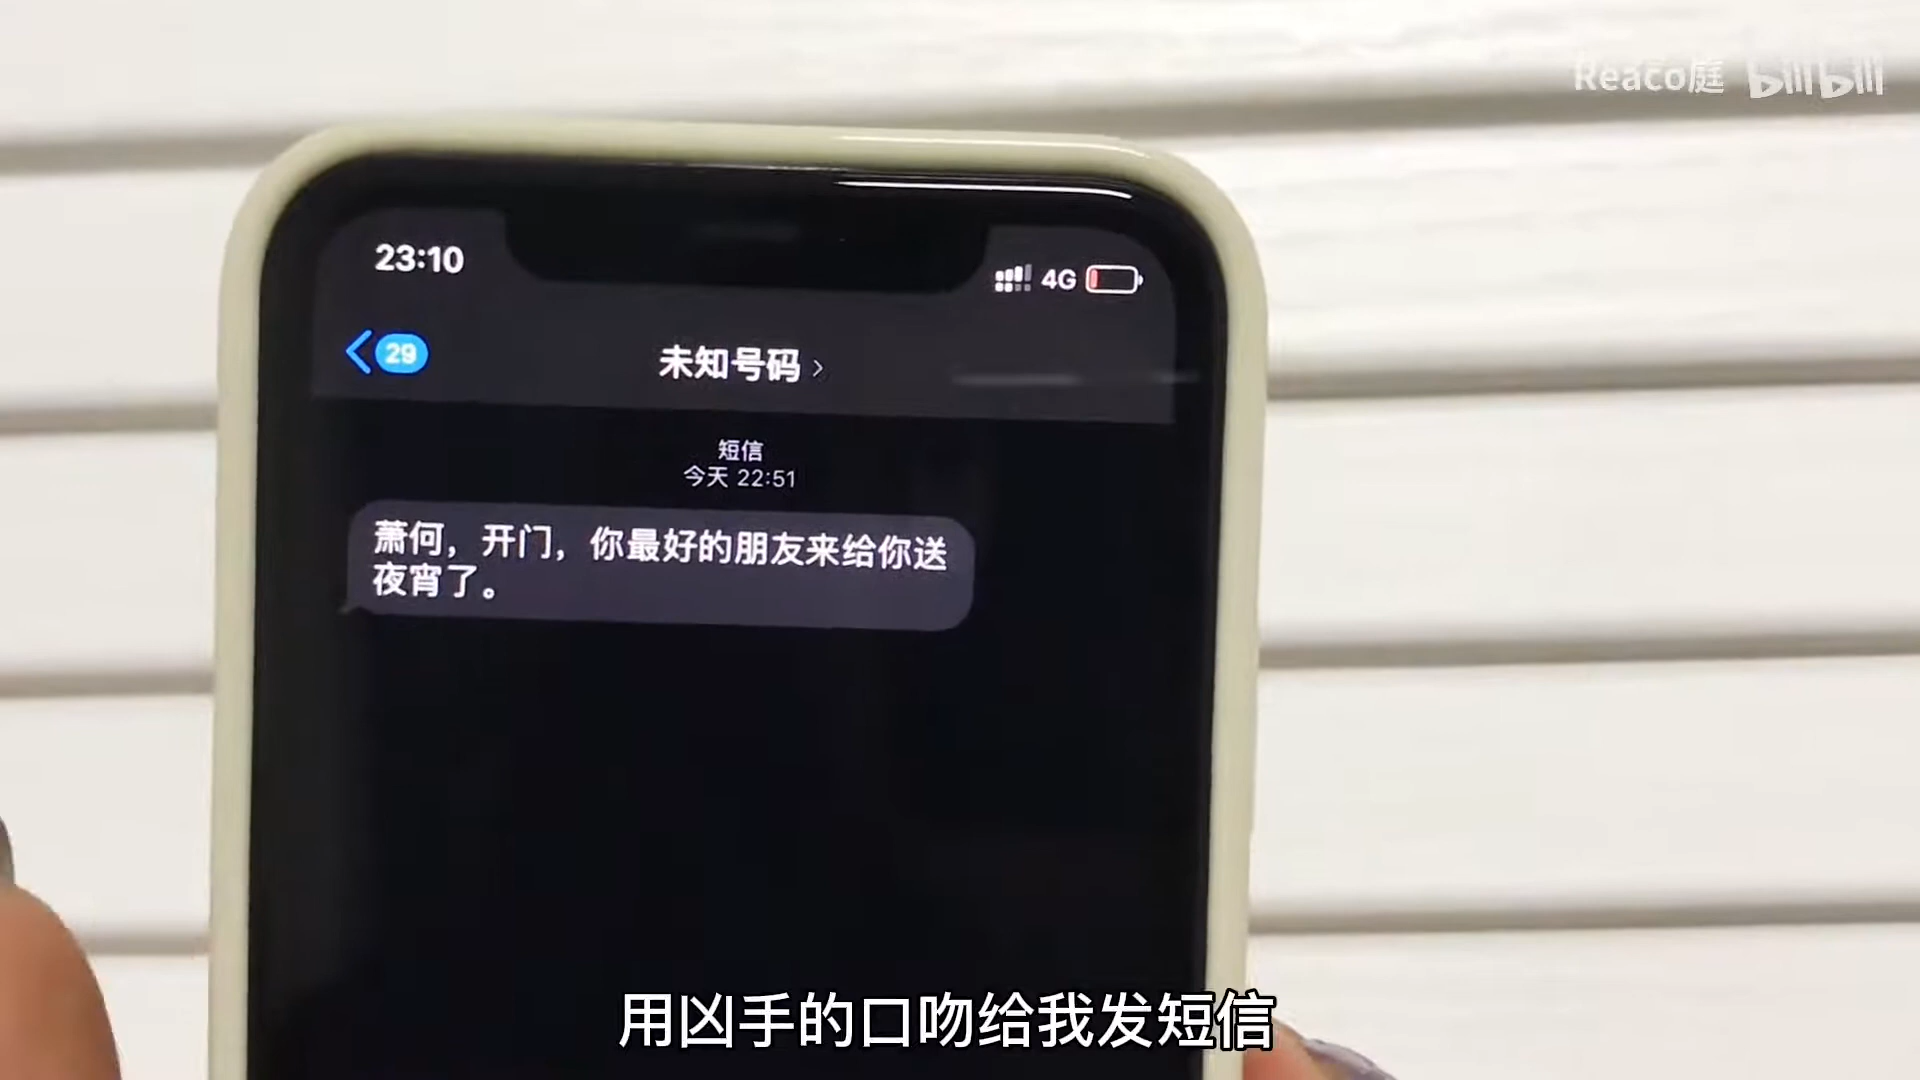 Reaco庭 bilibili
23:10
4G
29
未知号码
短信
今天 22:51
萧何，开门，你最好的朋友来给你送
夜宵了。
用凶手的口吻给我发短信